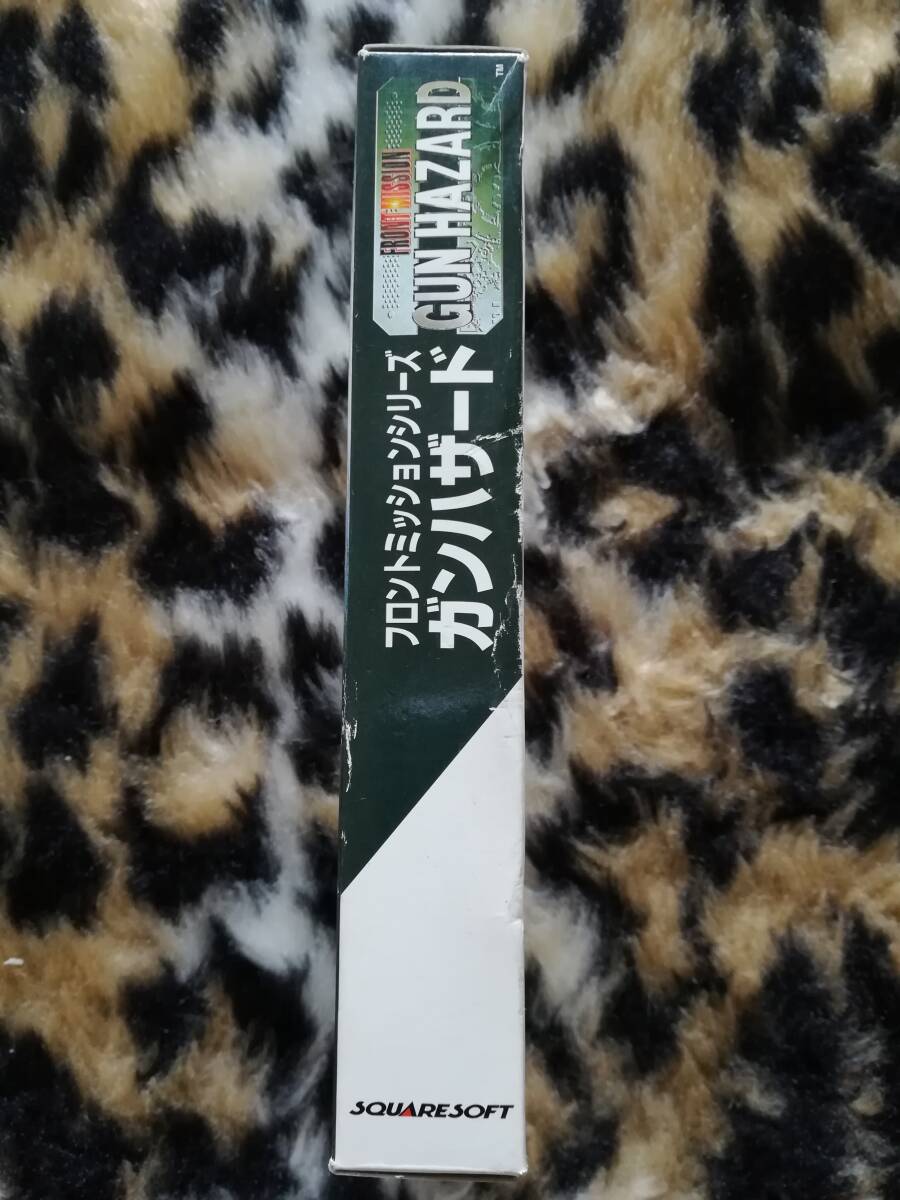 FRONT MISSION
GUN HAZARD
TM
フロントミッションシリーズ
ガンハザード
SQUARESOFT